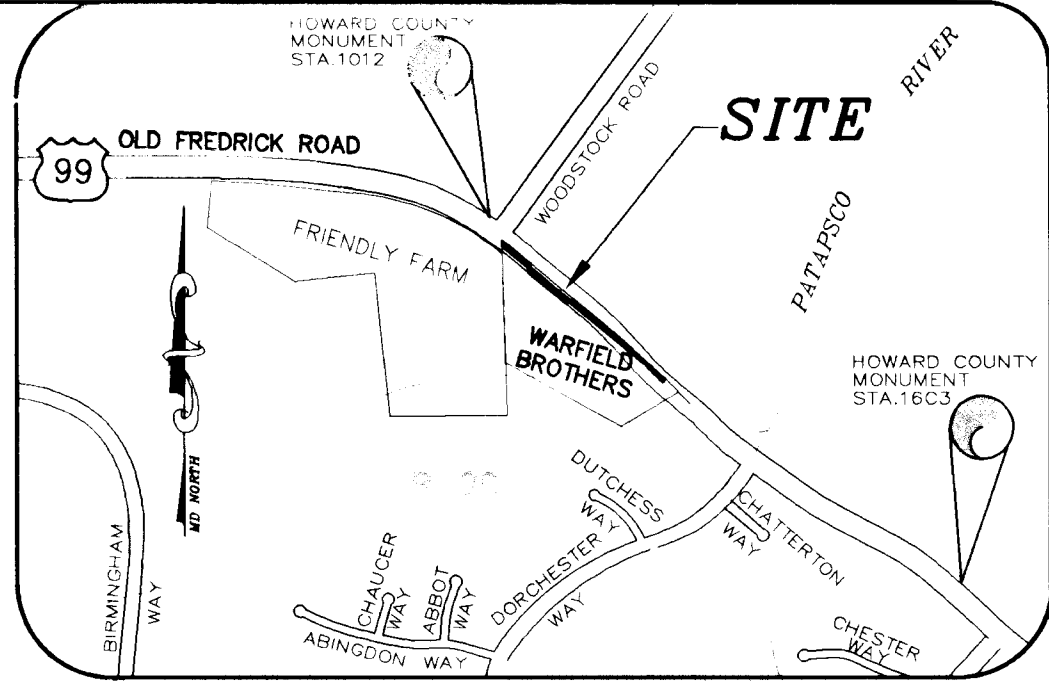 HOWARD COUNTY
MONUMENT
STA.1012
RIVER
SITE
WOODSTOCK ROAD
OLD FREDRICK ROAD
99
PATAPSCO
FRIENDLY FARM
WARFIELD
BROTHERS
HOWARD COUNTY
MONUMENT
STA.16C3
MD NORTH
DUTCHESS
WAY
CHATTERTON
WAY
BIRMINGHAM
WAY
CHAUCER
WAY
ABBOT
WAY
DORCHESTER
WAY
ABINGDON WAY
CHESTER
WAY